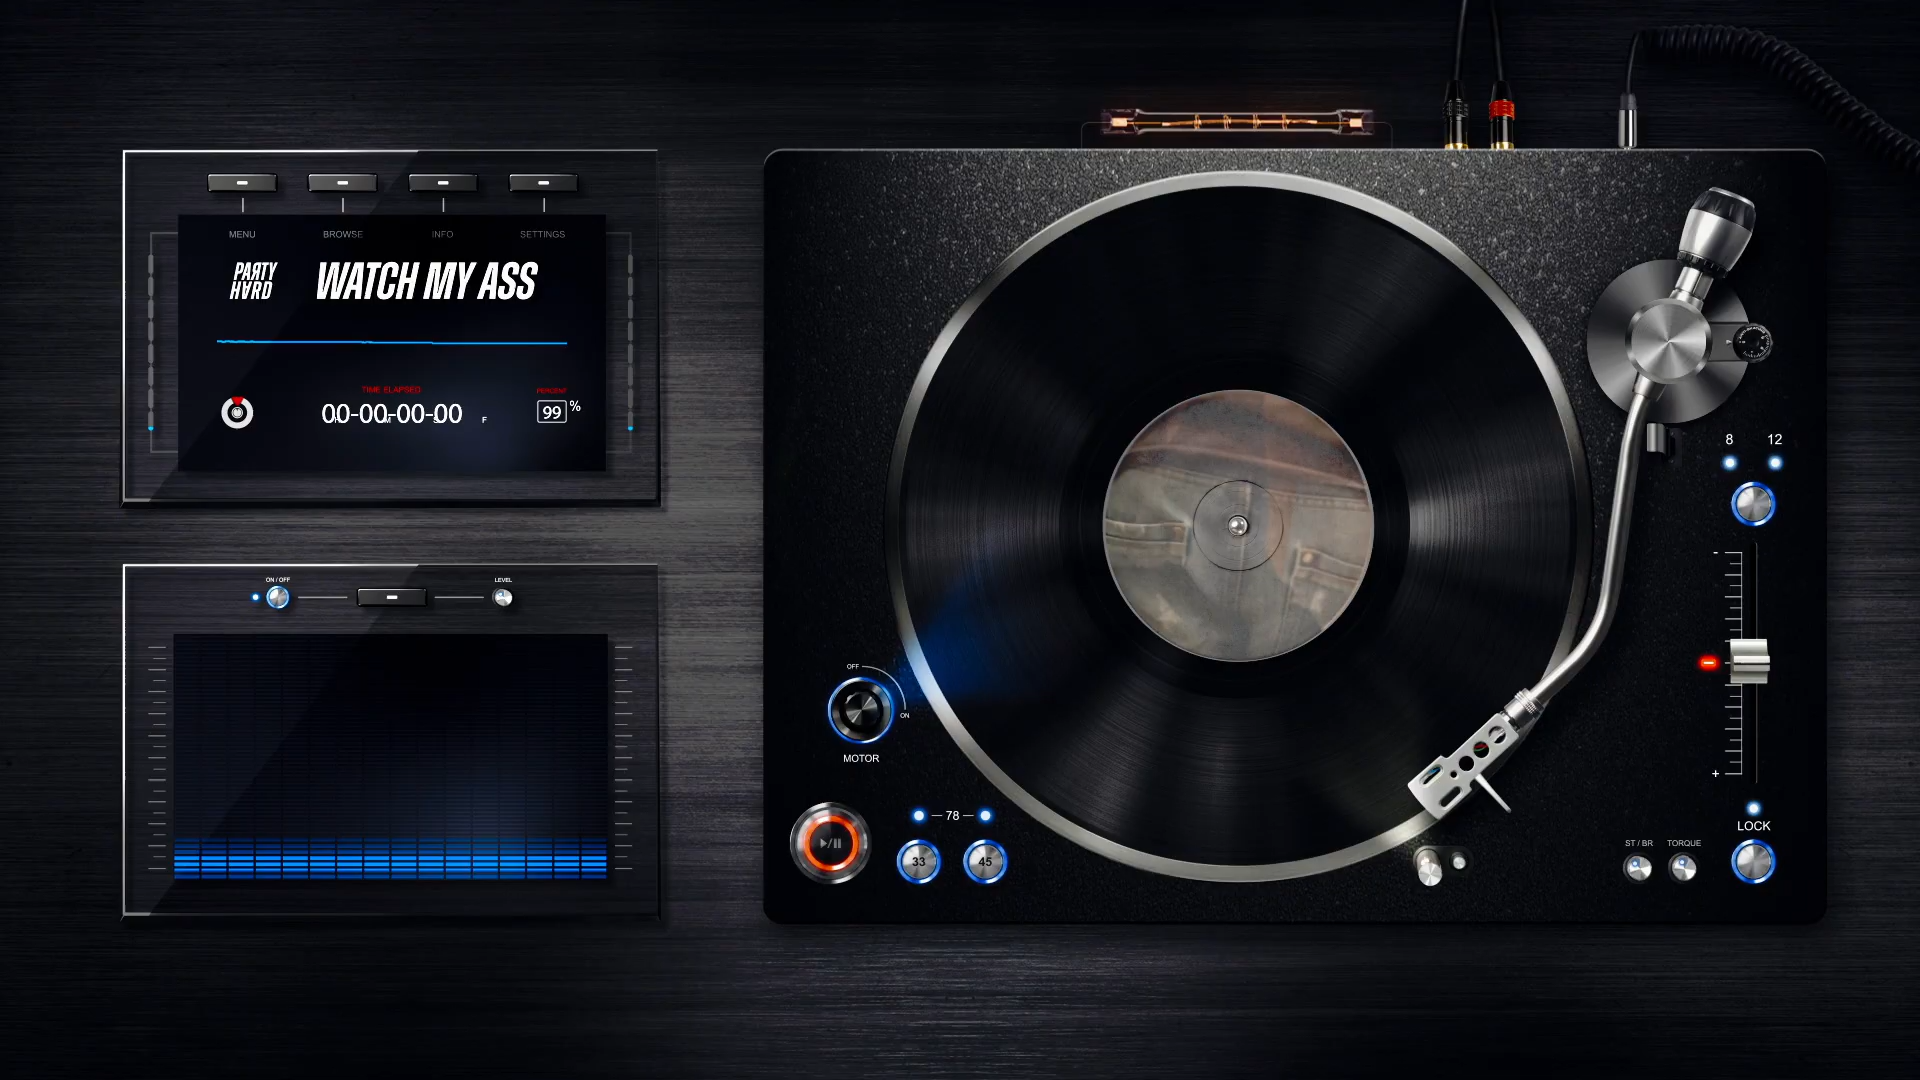 MENU
BROWSE
INFO
SETTINGS
PARTY
HARD
WATCH MY ASS
TIME ELAPSED
00-00-00-00
F
PERCENT
99 %
ON / OFF
LEVEL
OFF
ON
MOTOR
78
33
45
8
12
-
+
LOCK
ST / BR
TORQUE